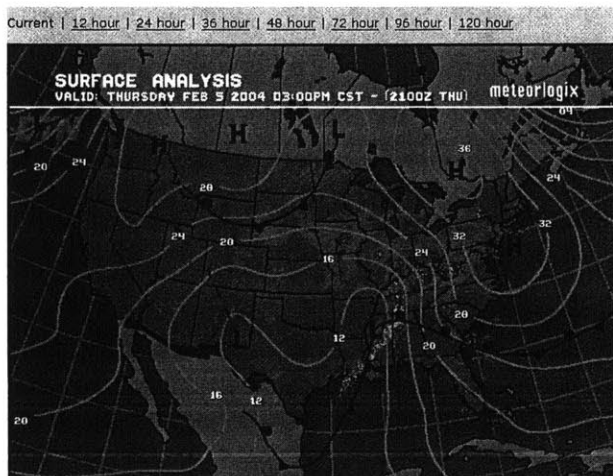 Current | 12 hour | 24 hour | 36 hour | 48 hour | 72 hour | 96 hour | 120 hour
SURFACE ANALYSIS
VALID: THURSDAY FEB 5 2004 03:00PM CST - (2100Z THU)
meteorlogix
04
H
H
L
36
H
20
24
24
20
32
32
24
20
24
H
16
L
12
20
20
16
12
20